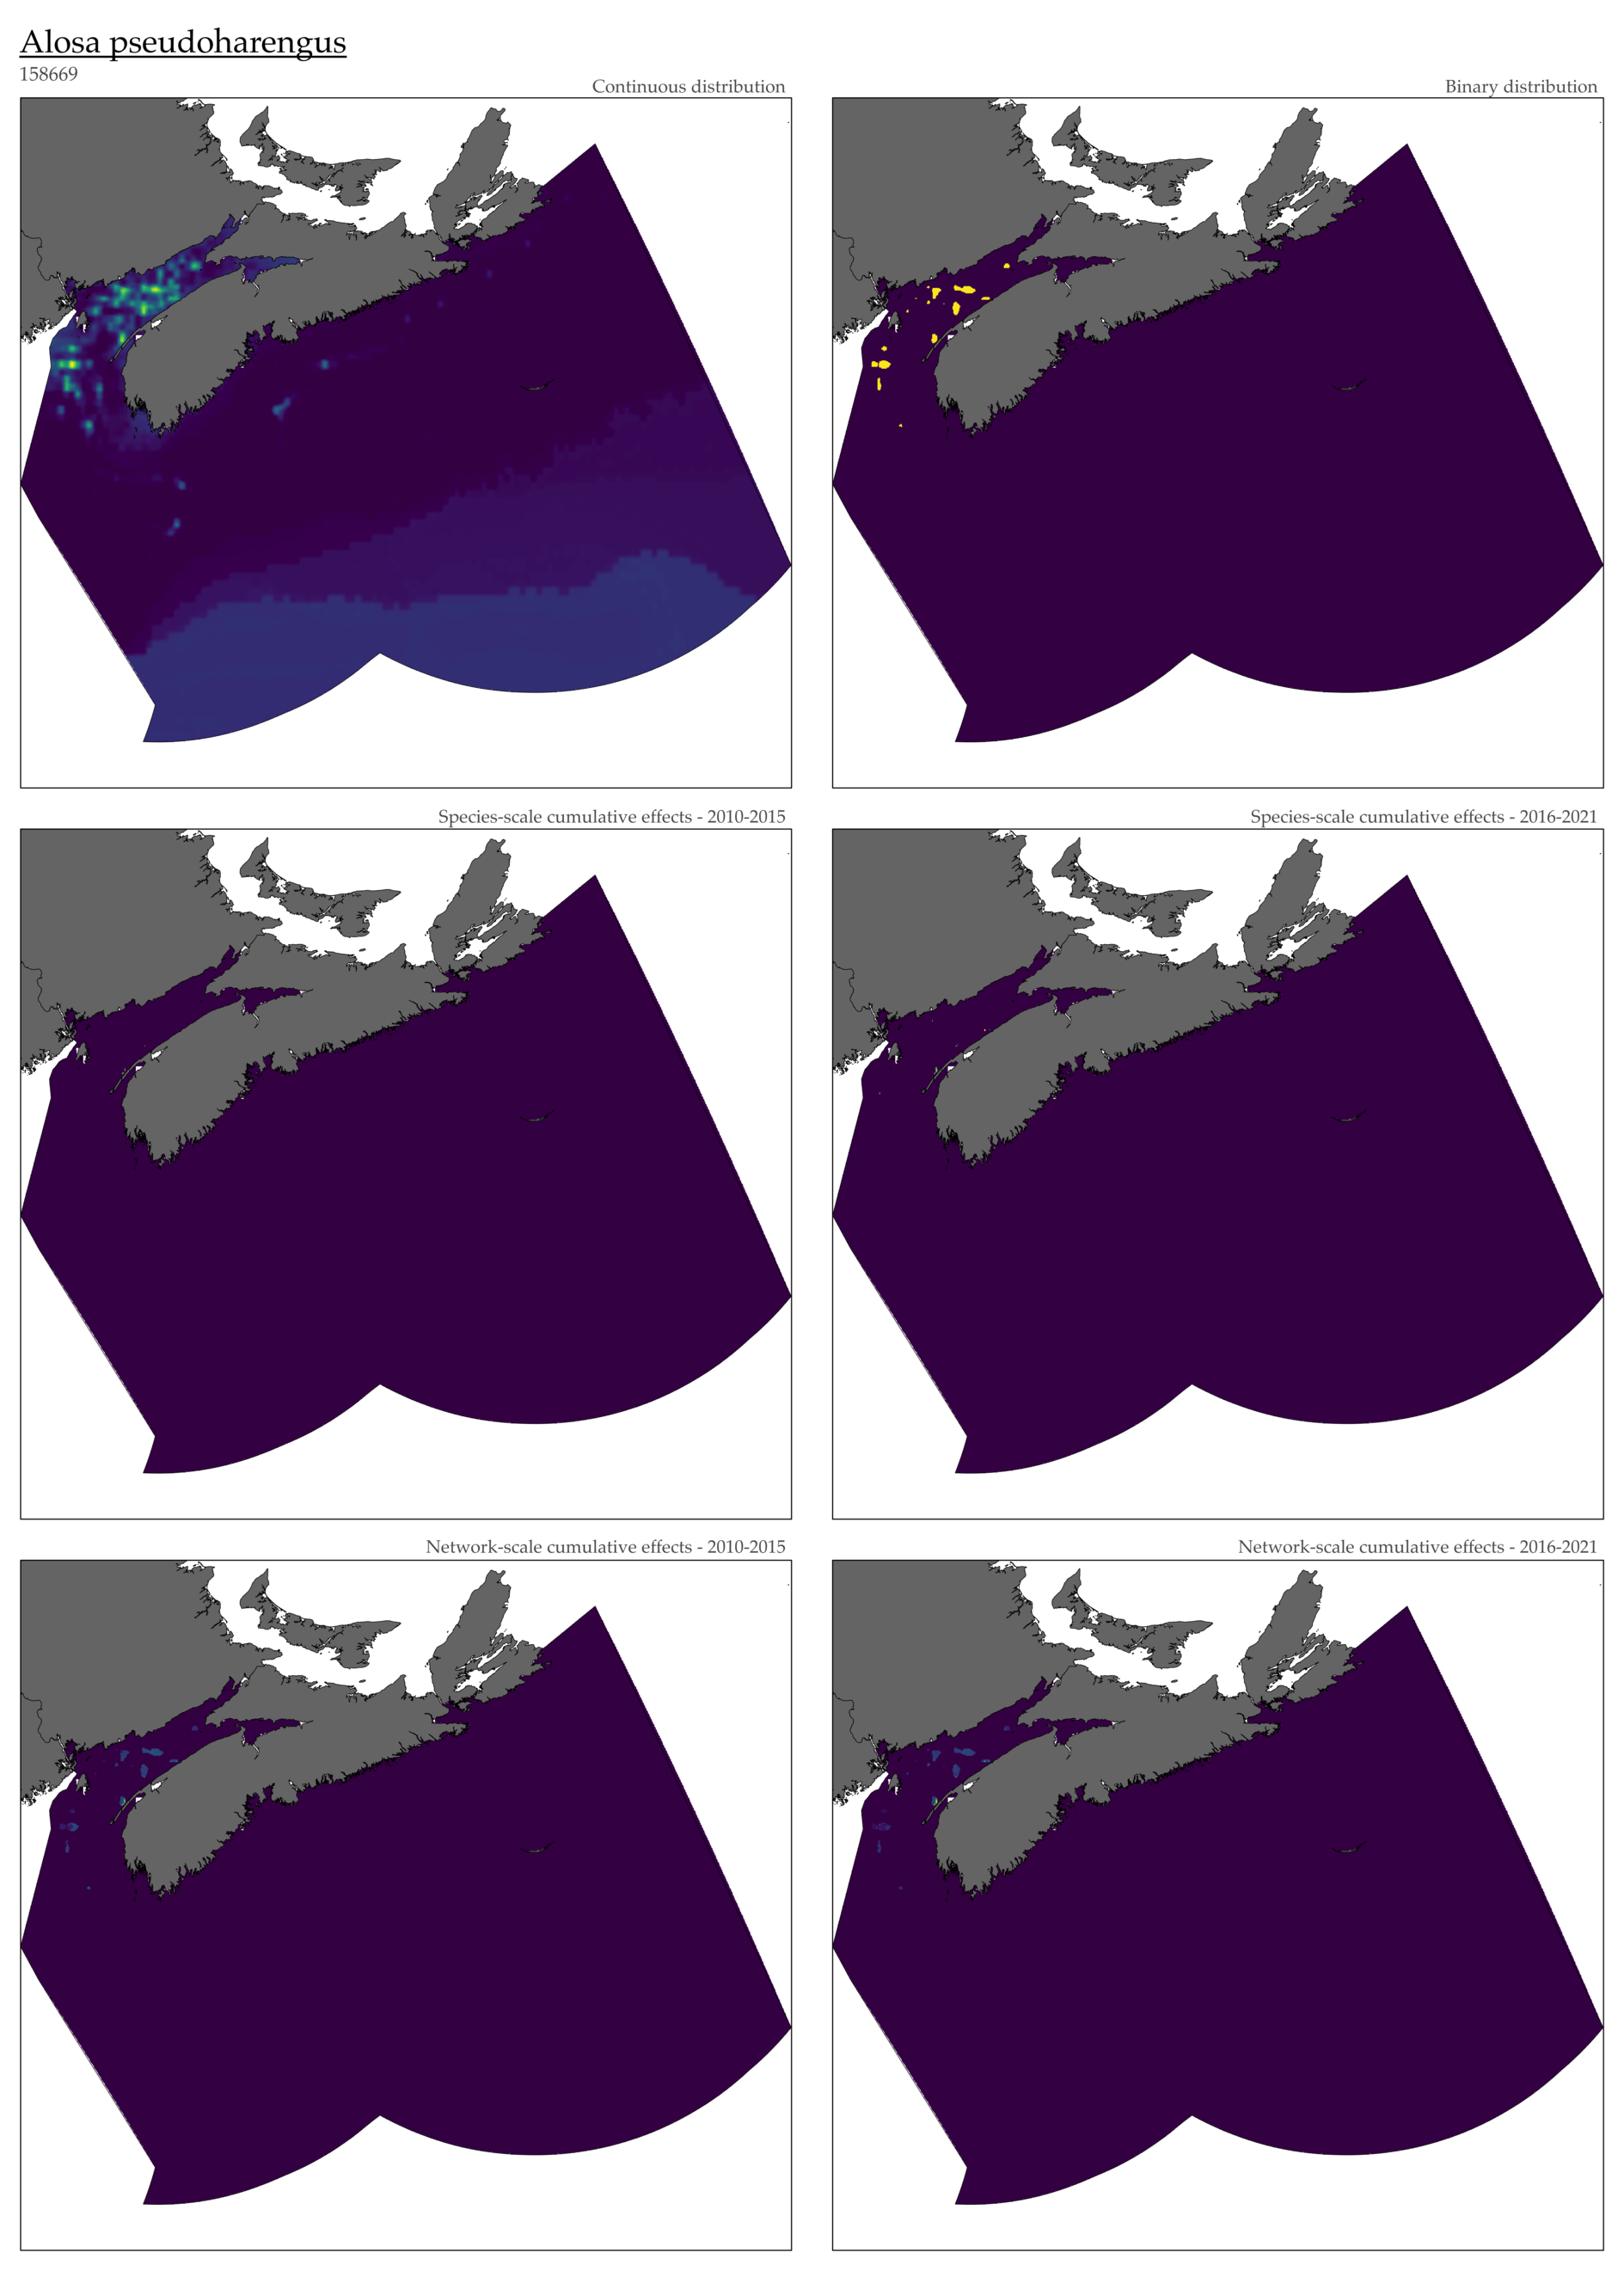 Alosa pseudoharengus
158669
Continuous distribution
Binary distribution
Species-scale cumulative effects - 2010-2015
Species-scale cumulative effects - 2016-2021
Network-scale cumulative effects - 2010-2015
Network-scale cumulative effects - 2016-2021